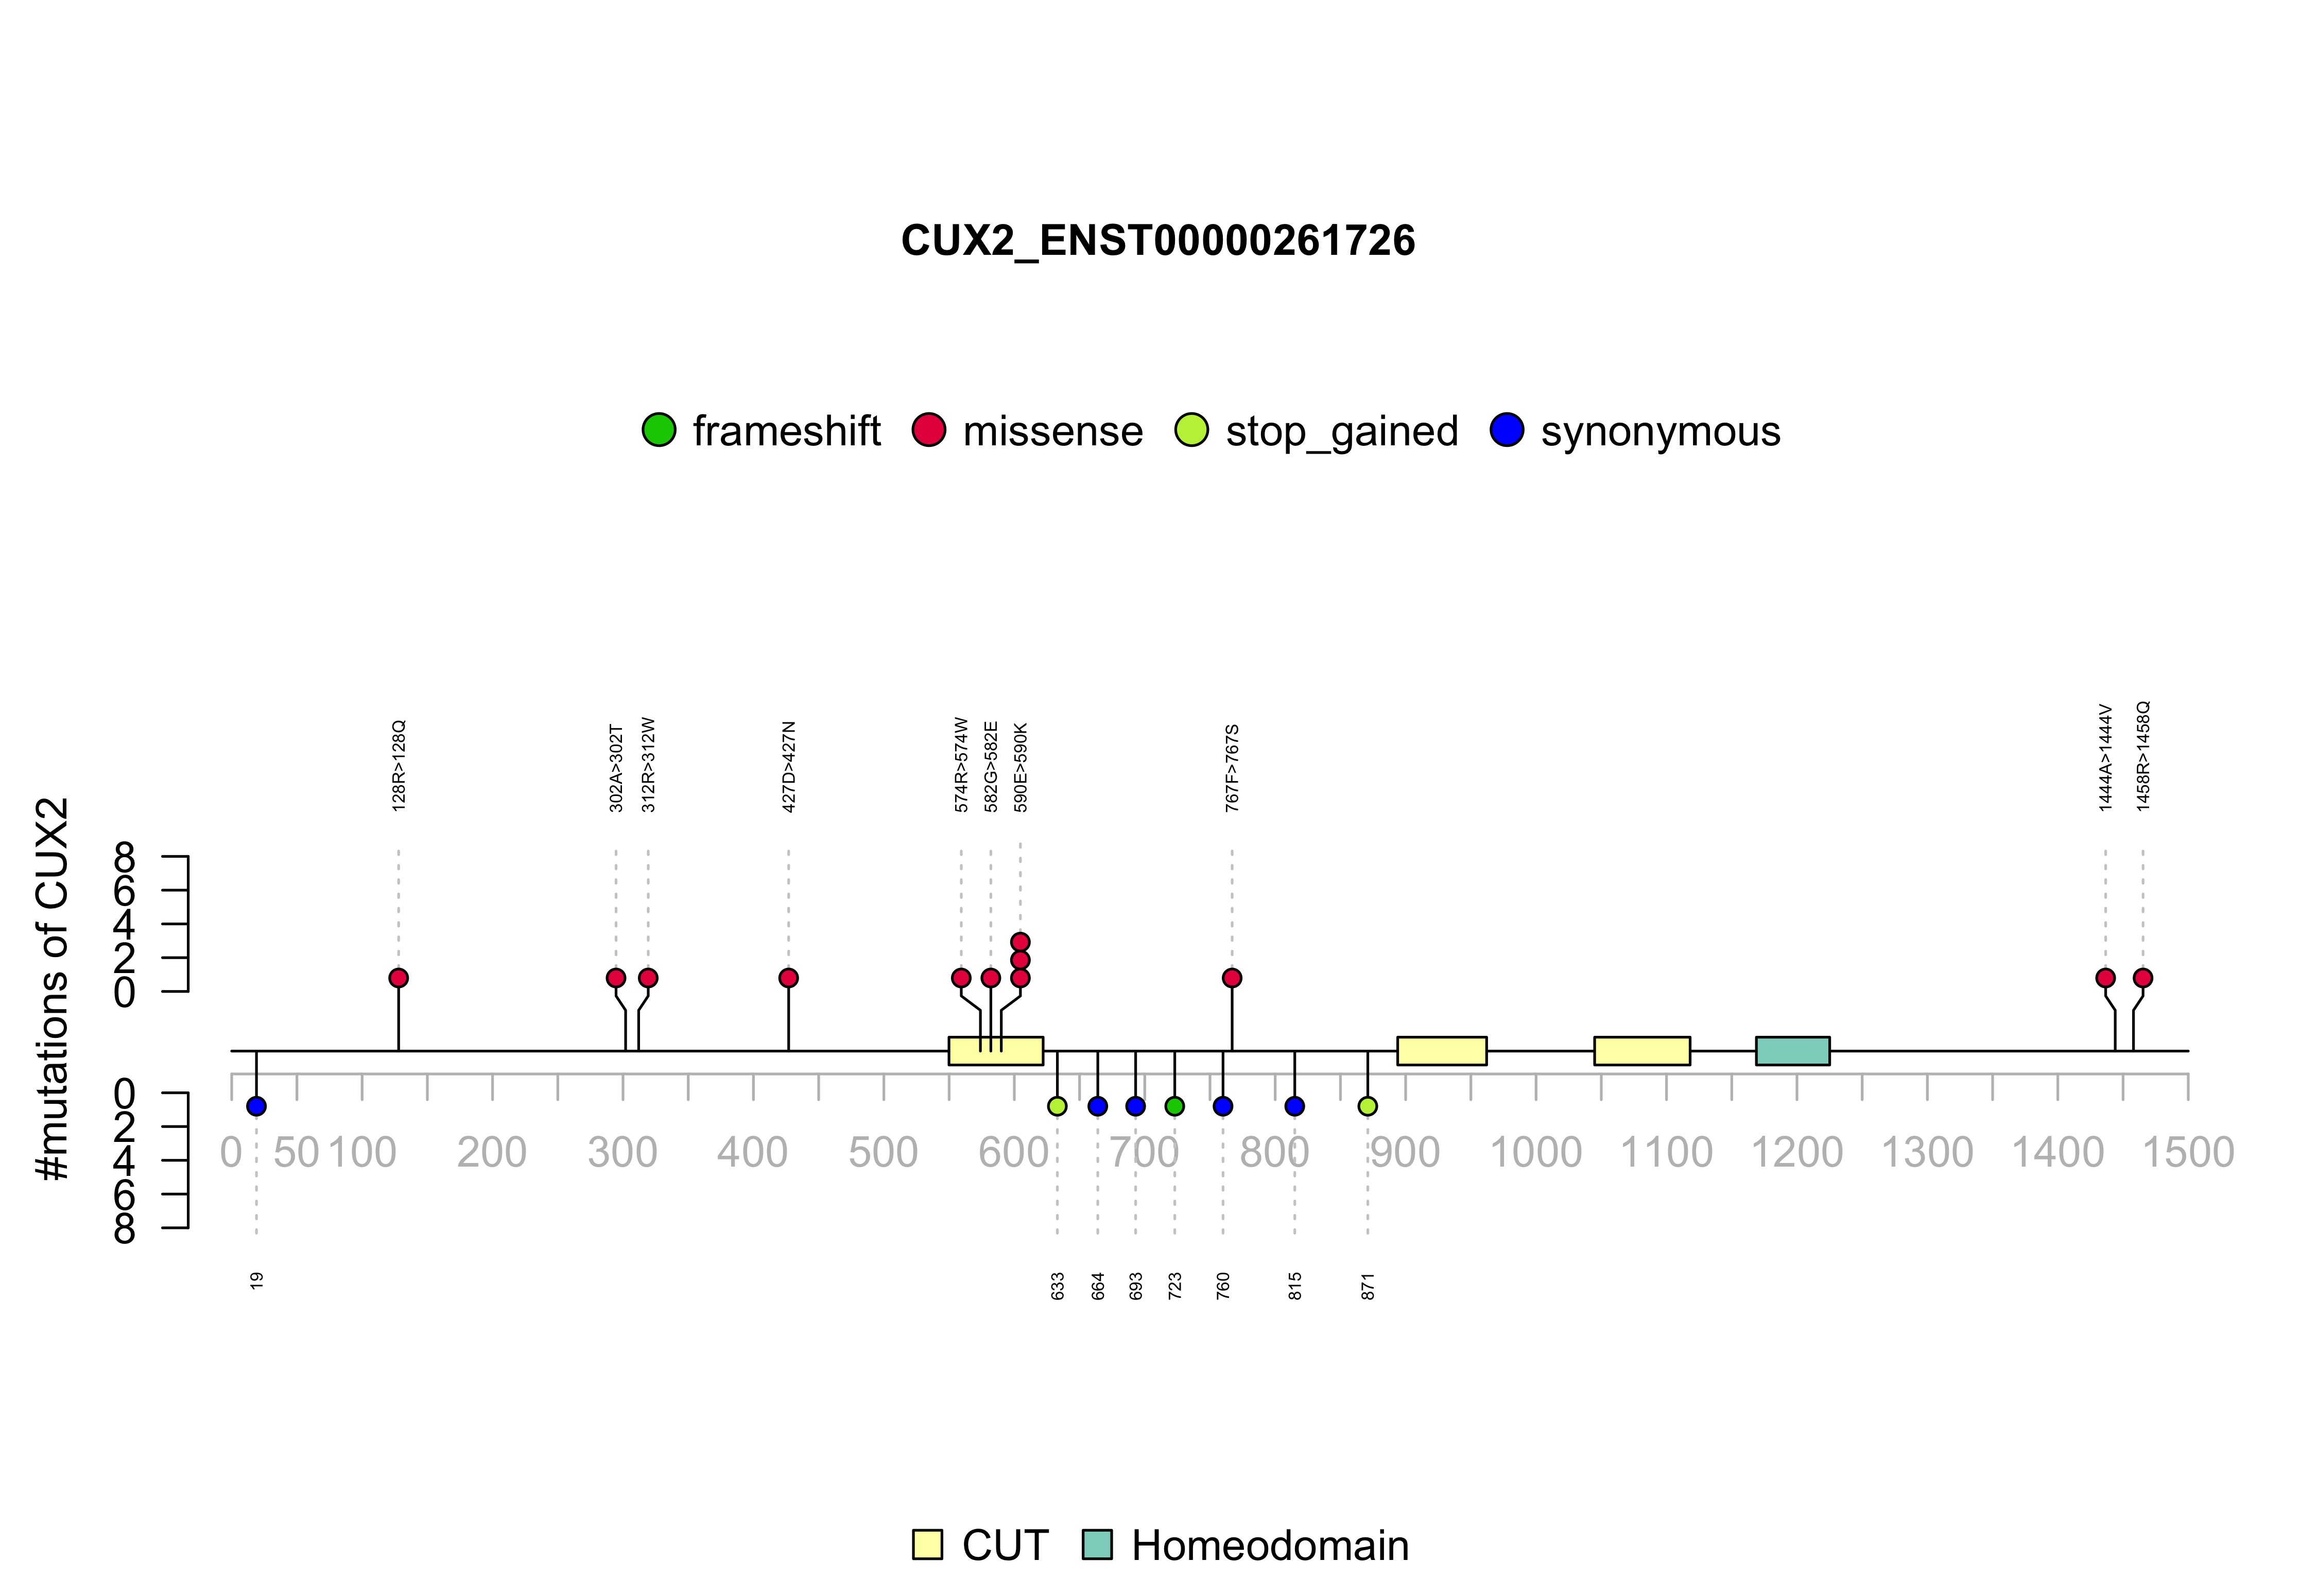 CUX2_ENST00000261726
frameshift missense stop_gained synonymous
128R>128Q 302A>302T 312R>312W 427D>427N 574R>574W 582G>582E 590E>590K 767F>767S 1444A>1444V 1458R>1458Q
#mutations of CUX2
8
6
4
2
0
0
2
4
6
8
0 50 100 200 300 400 500 600 700 800 900 1000 1100 1200 1300 1400 1500
19 633 664 693 723 760 815 871
CUT Homeodomain